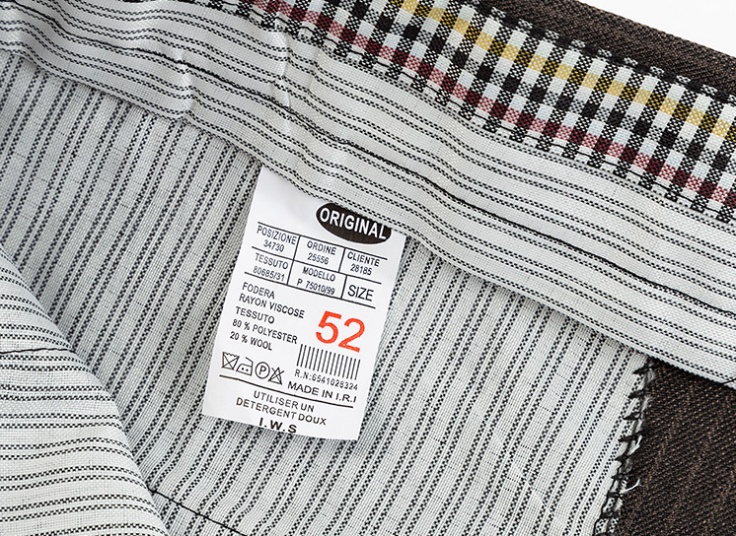 ORIGINAL
POSIZIONE ORDINE CLIENTE
34730 25556 28185
TESSUTO MODELLO SIZE
80685/31 P 75010/99
FODERA
RAYON VISCOSE
TESSUTO
80 % POLYESTER
20 % WOOL
52
R.N:6541028324
MADE IN I.R.I
UTILISER UN
DETERGENT DOUX
I.W.S